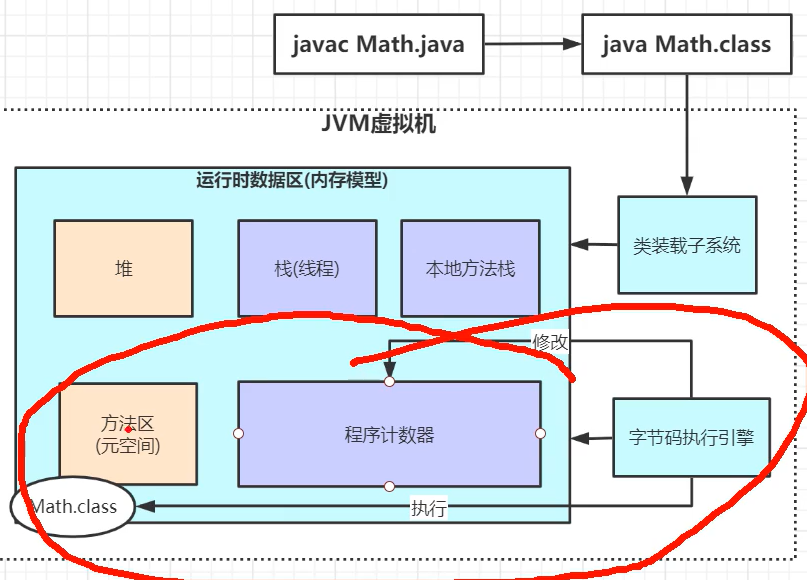 javac Math.java
java Math.class
JVM虚拟机
运行时数据区(内存模型)
堆
栈(线程)
本地方法栈
类装载子系统
修改
方法区
(元空间)
程序计数器
字节码执行引擎
Math.class
执行